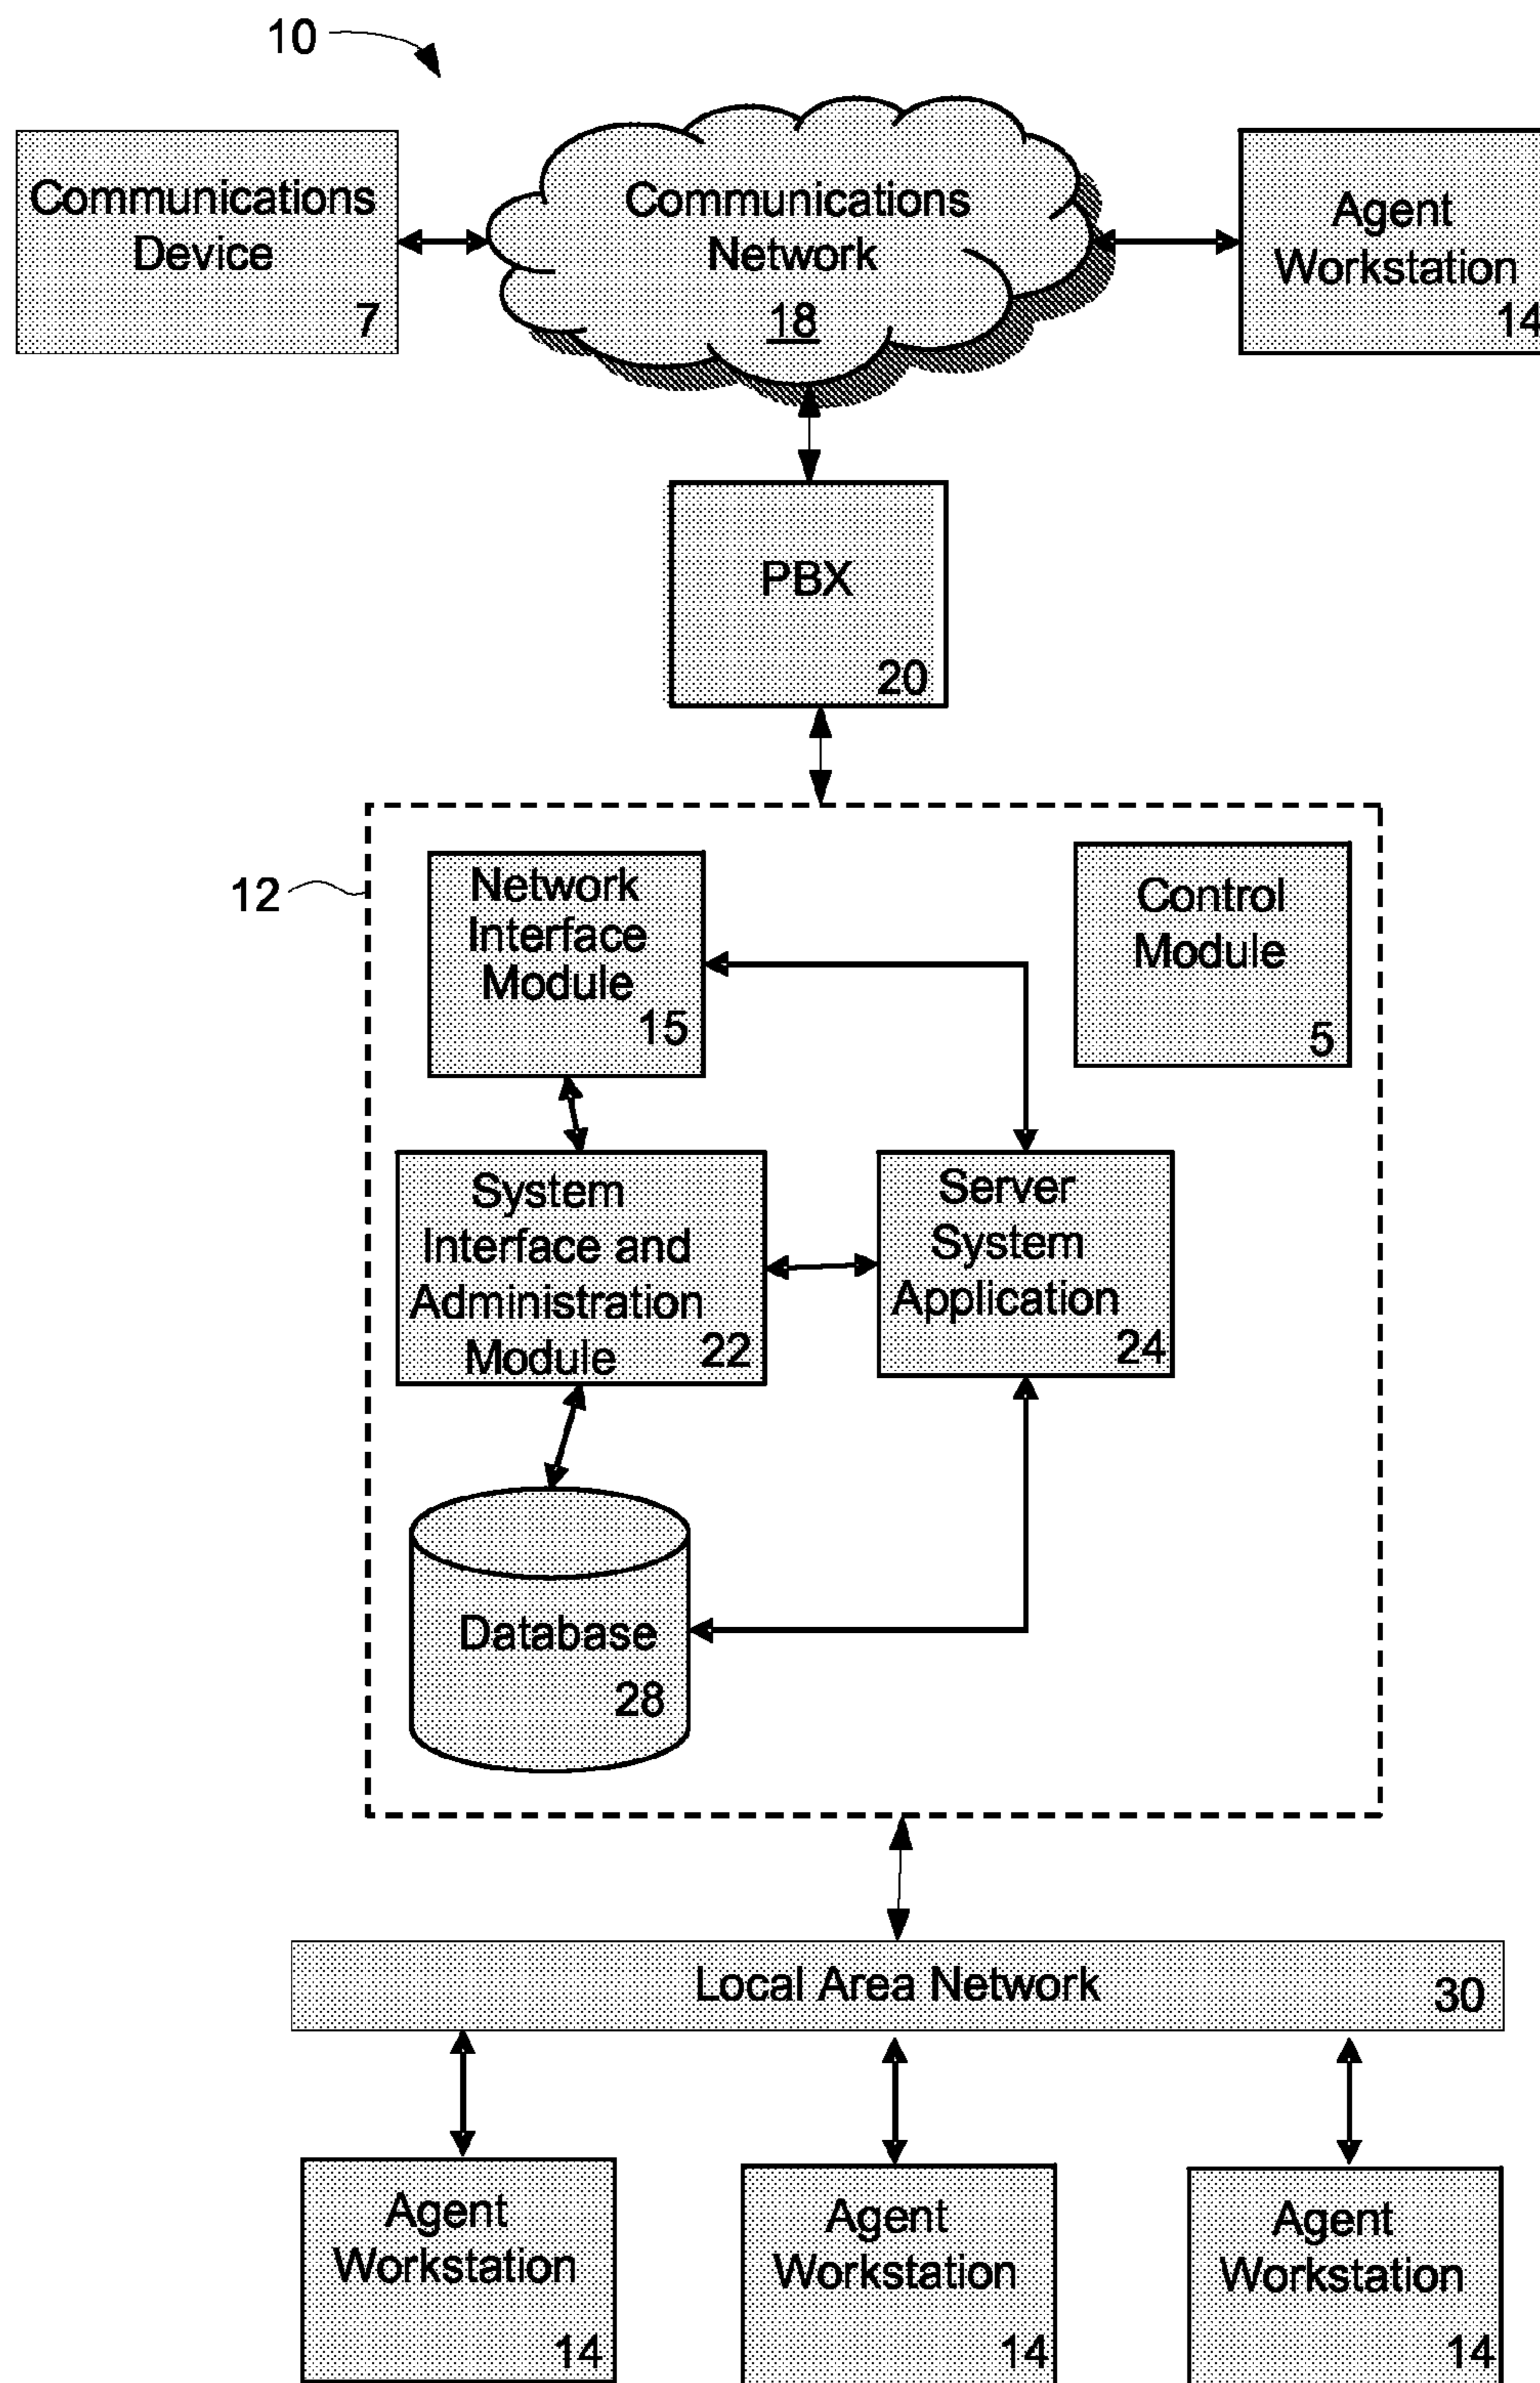 10
Communications
Device
7
Communications
Network
18
Agent
Workstation
14
PBX
20
12
Network
Interface
Module
15
Control
Module
5
System
Interface and
Administration
Module
22
Server
System
Application
24
Database
28
Local Area Network
30
Agent
Workstation
14
Agent
Workstation
14
Agent
Workstation
14